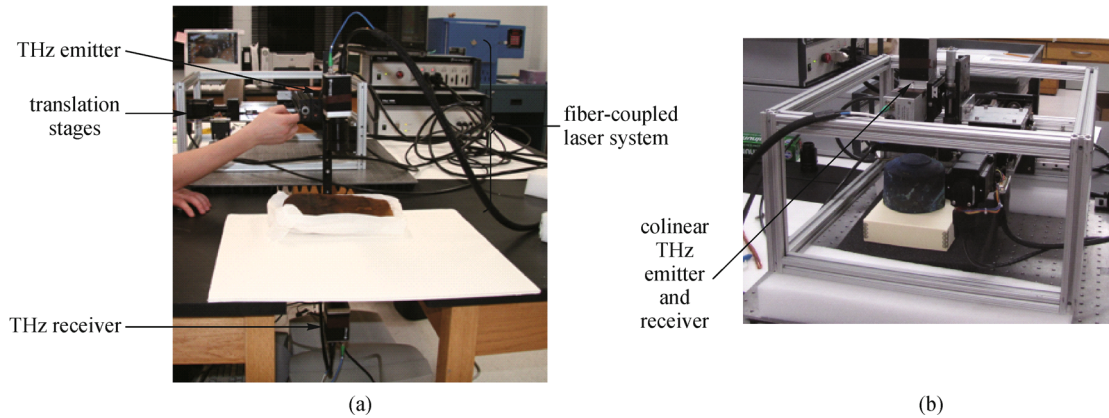 THz emitter
translation
stages
THz receiver
fiber-coupled
laser system
colinear
THz
emitter
and
receiver
(a)
(b)